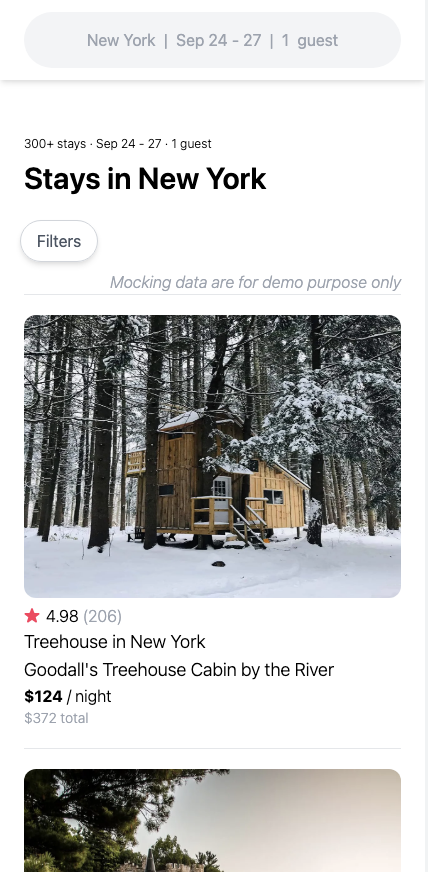 New York | Sep 24 - 27 | 1 guest
300+ stays · Sep 24 - 27 · 1 guest
Stays in New York
Filters
Mocking data are for demo purpose only
4.98 (206)
Treehouse in New York
Goodall's Treehouse Cabin by the River
$124 / night
$372 total